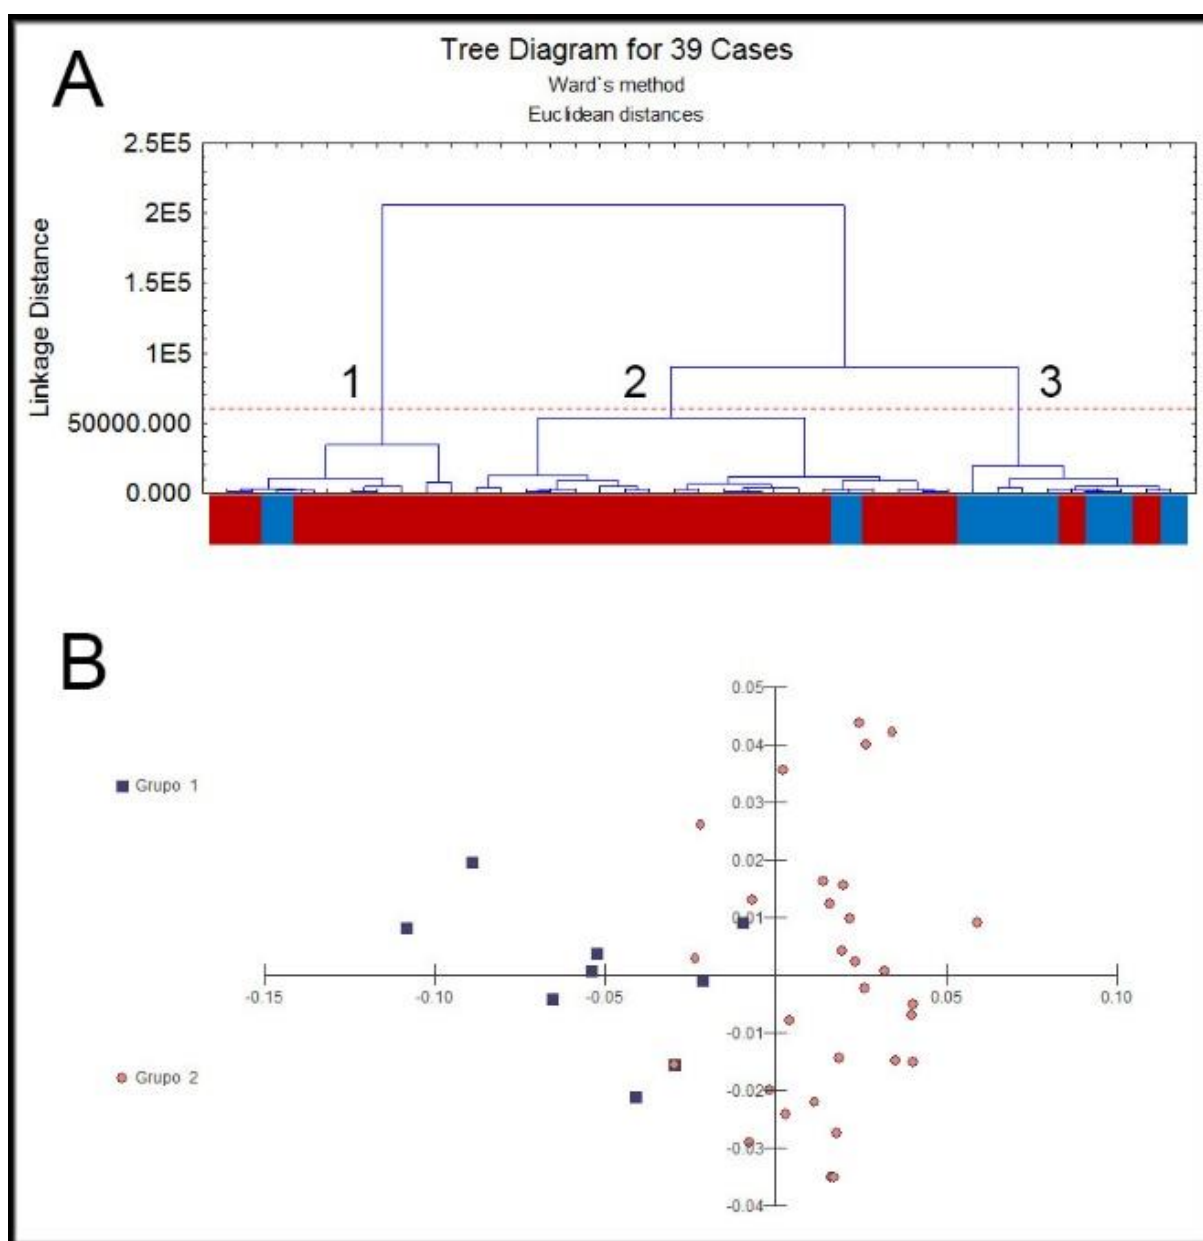 A
Tree Diagram for 39 Cases
Ward`s method
Euclidean distances
2.5E5
2E5
1.5E5
1E5
50000.000
0.000
Linkage Distance
1
2
3
B
0.05
0.04
0.03
0.02
0.01
-0.15
-0.10
-0.05
0.05
0.10
-0.01
-0.02
-0.03
-0.04
Grupo 1
Grupo 2